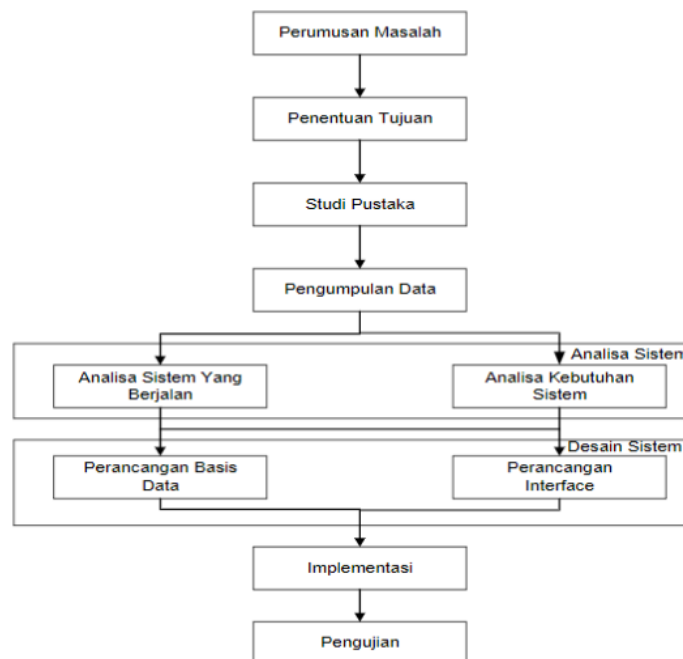 Perumusan Masalah
Penentuan Tujuan
Studi Pustaka
Pengumpulan Data
Analisa Sistem
Analisa Sistem Yang
Berjalan
Analisa Kebutuhan
Sistem
Desain Sistem
Perancangan Basis
Data
Perancangan
Interface
Implementasi
Pengujian